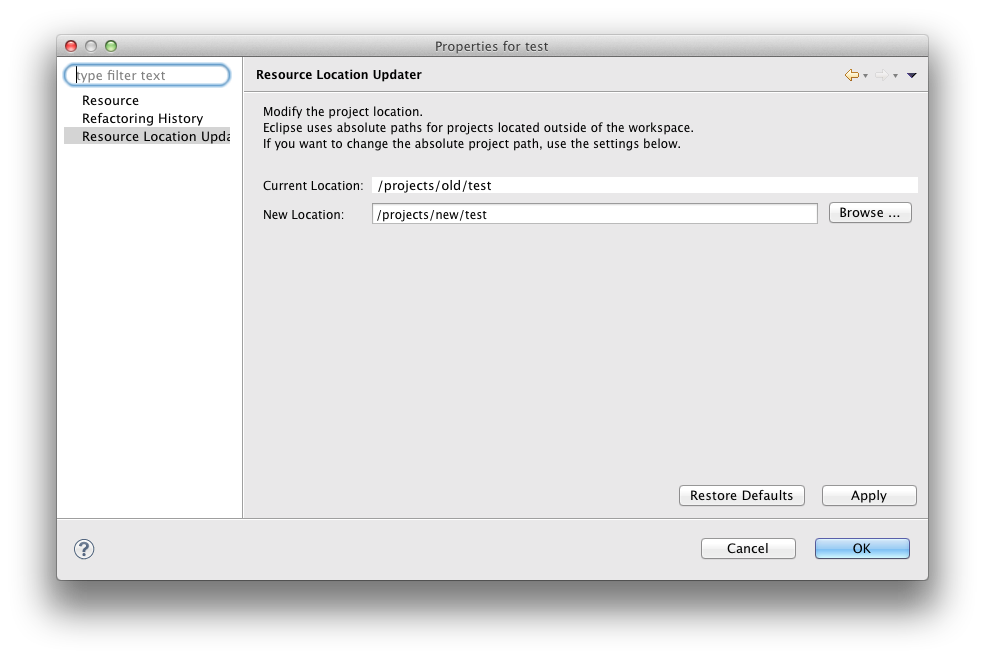 Properties for test
type filter text
Resource
Refactoring History
Resource Location Upda
Resource Location Updater
Modify the project location.
Eclipse uses absolute paths for projects located outside of the workspace.
If you want to change the absolute project path, use the settings below.
Current Location: /projects/old/test
New Location: /projects/new/test Browse ...
Restore Defaults Apply
? Cancel OK